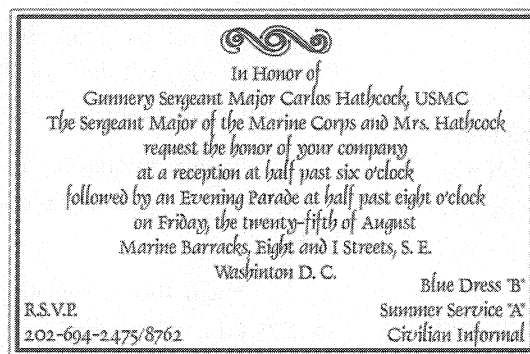 In Honor of
Gunnery Sergeant Major Carlos Hathcock, USMC
The Sergeant Major of the Marine Corps and Mrs. Hathcock
request the honor of your company
at a reception at half past six o'clock
followed by an Evening Parade at half past eight o'clock
on Friday, the twenty-fifth of August
Marine Barracks, Eight and I Streets, S. E.
Washinton D. C.
Blue Dress "B"
R.S.V.P.
Summer Service "A"
202-694-2475/8762
Civilian Informal